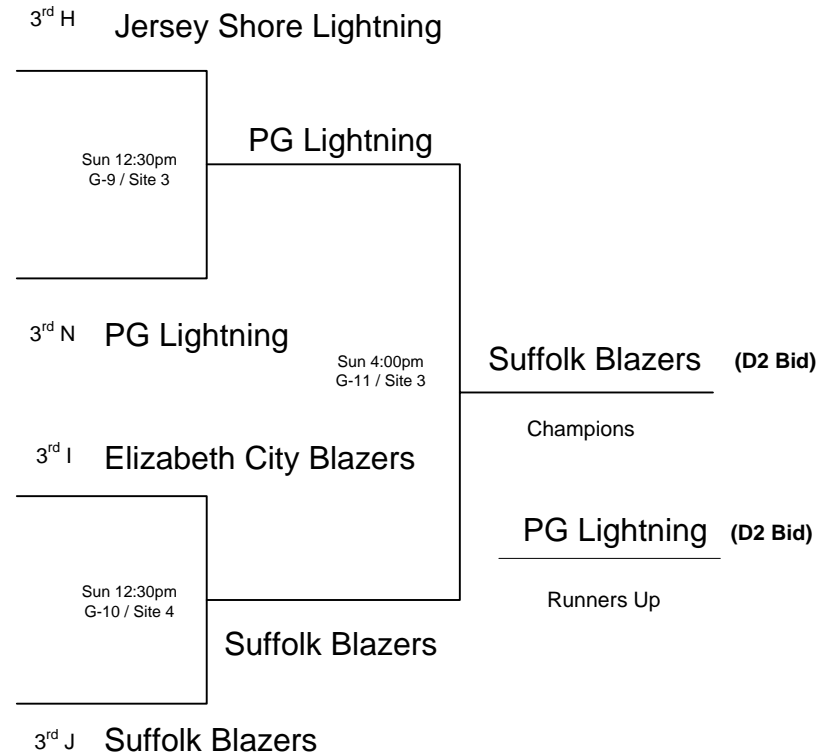 3rd H Jersey Shore Lightning
PG Lightning
Sun 12:30pm
G-9 / Site 3
3rd N PG Lightning
Sun 4:00pm
G-11 / Site 3
Suffolk Blazers (D2 Bid)
Champions
3rd I Elizabeth City Blazers
PG Lightning (D2 Bid)
Runners Up
Sun 12:30pm
G-10 / Site 4
Suffolk Blazers
3rd J Suffolk Blazers